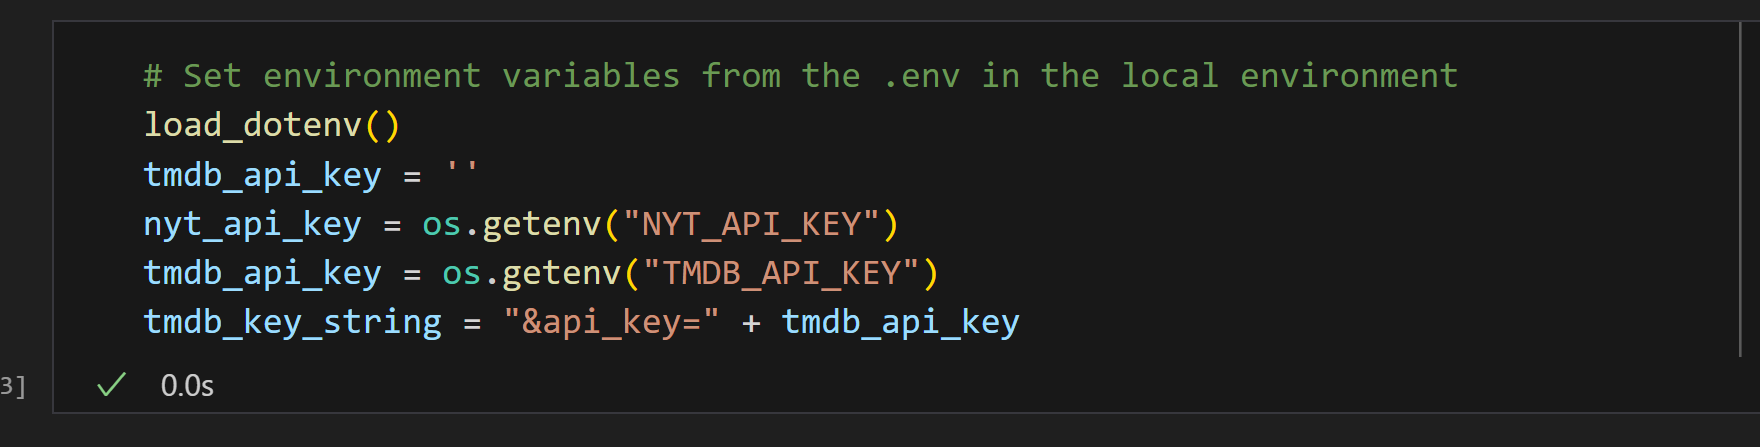 # Set environment variables from the .env in the local environment
load_dotenv()
tmdb_api_key = ''
nyt_api_key = os.getenv("NYT_API_KEY")
tmdb_api_key = os.getenv("TMDB_API_KEY")
tmdb_key_string = "&api_key=" + tmdb_api_key
3] 0.0s